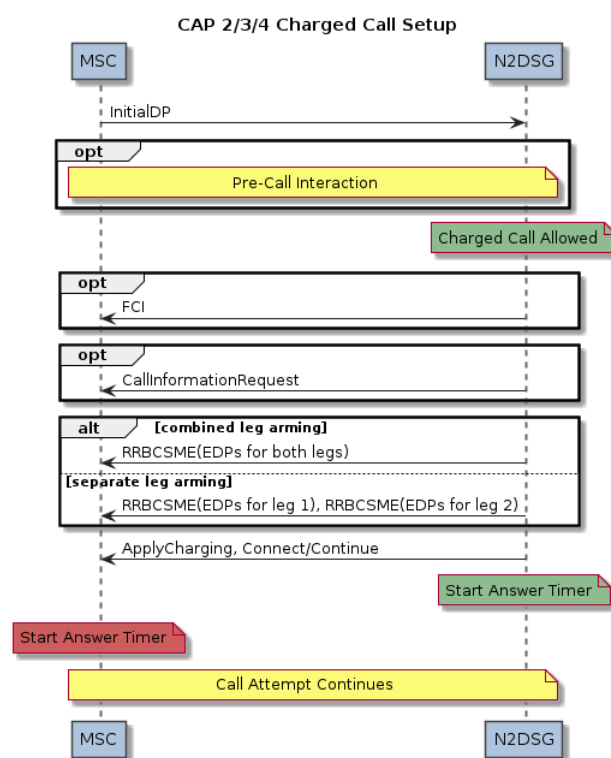 CAP 2/3/4 Charged Call Setup
MSC N2DSG
InitialDP
opt
Pre-Call Interaction
Charged Call Allowed
opt
FCI
opt
CallInformationRequest
alt [combined leg arming]
RRBCSME(EDPs for both legs)
[separate leg arming]
RRBCSME(EDPs for leg 1), RRBCSME(EDPs for leg 2)
ApplyCharging, Connect/Continue
Start Answer Timer
Start Answer Timer
Call Attempt Continues
MSC N2DSG